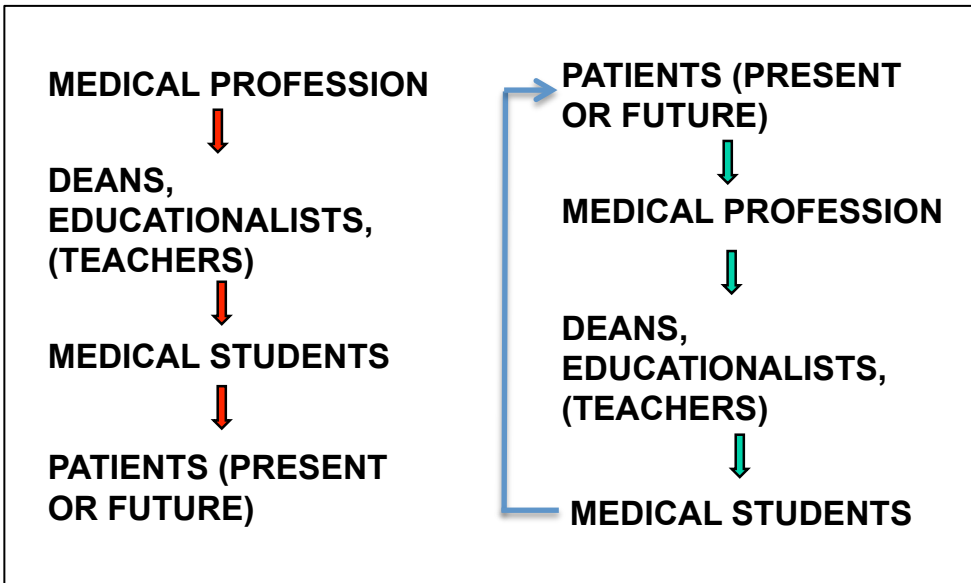 MEDICAL PROFESSION
DEANS,
EDUCATIONALISTS,
(TEACHERS)
MEDICAL STUDENTS
PATIENTS (PRESENT
OR FUTURE)
PATIENTS (PRESENT
OR FUTURE)
MEDICAL PROFESSION
DEANS,
EDUCATIONALISTS,
(TEACHERS)
MEDICAL STUDENTS